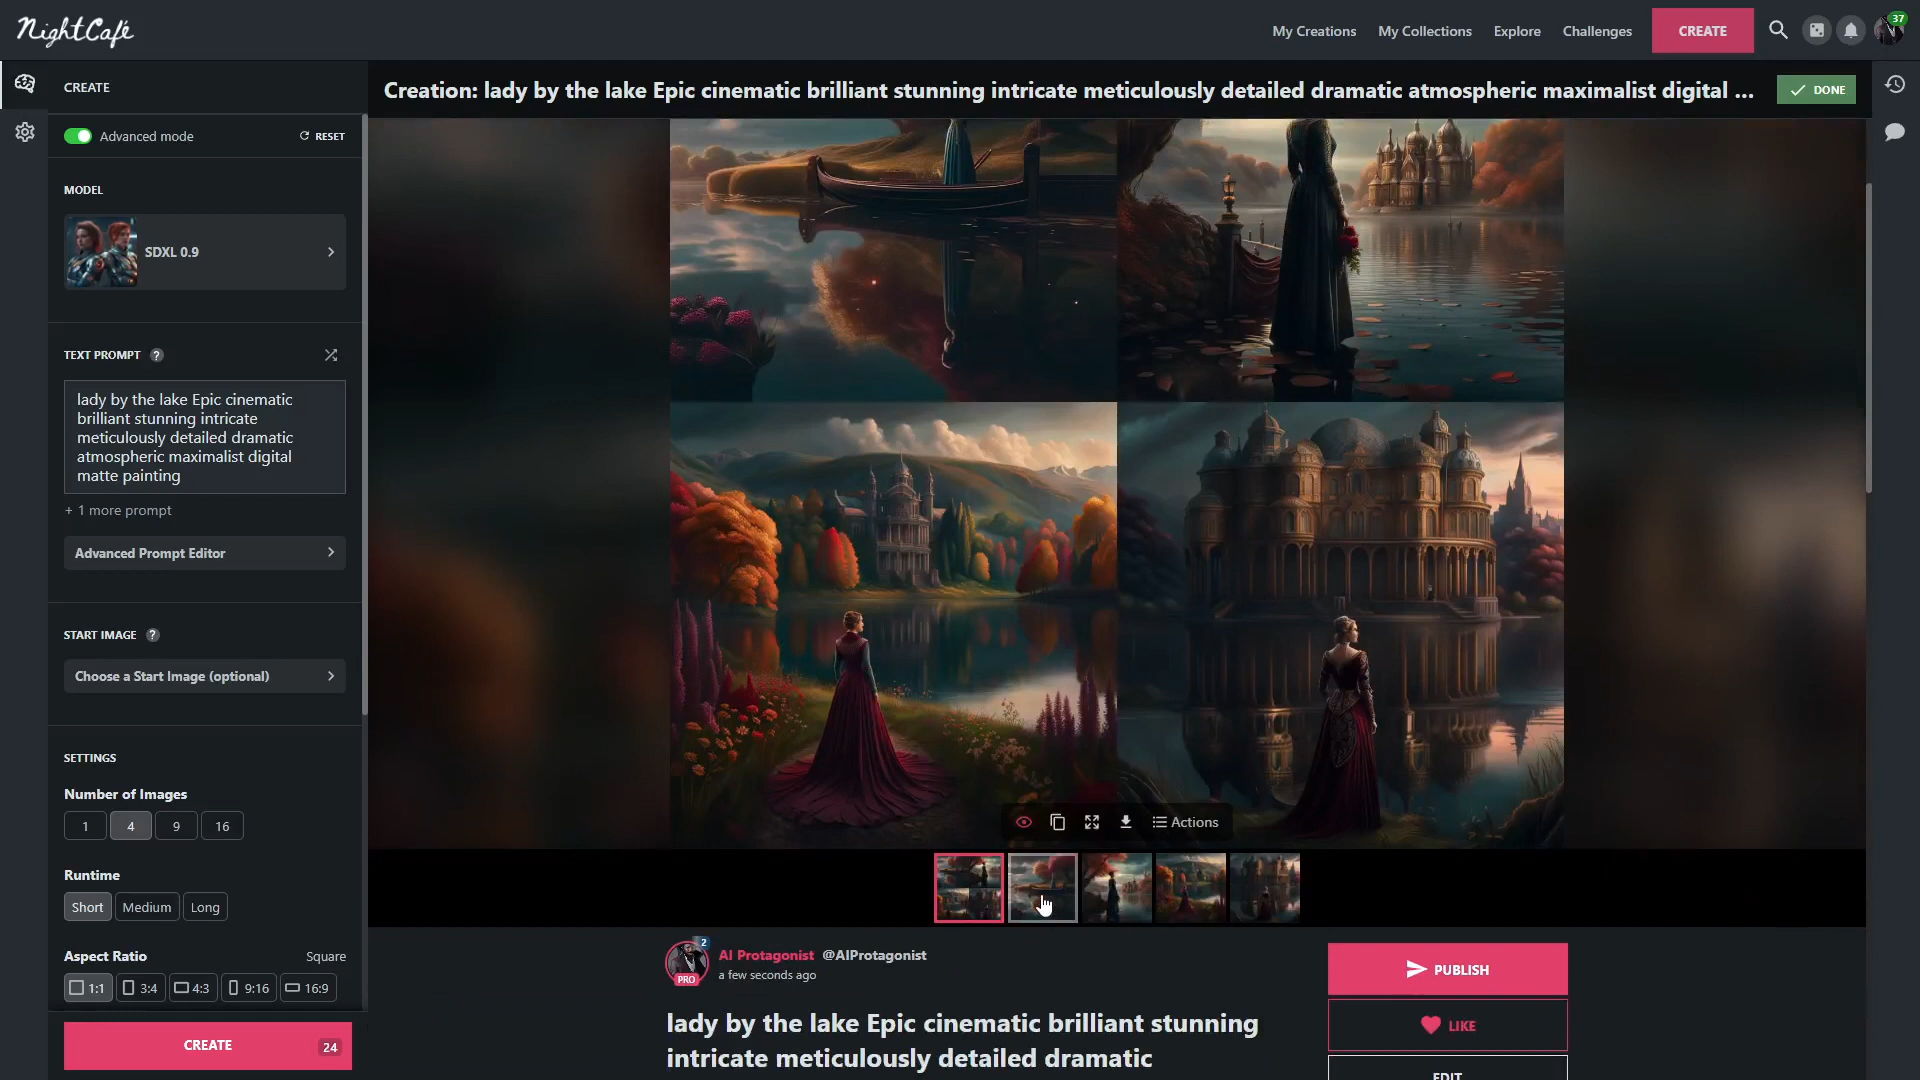 NightCafé
My Creations
My Collections
Explore
Challenges
CREATE
37
CREATE
Creation: lady by the lake Epic cinematic brilliant stunning intricate meticulously detailed dramatic atmospheric maximalist digital ...
DONE
Advanced mode
RESET
MODEL
SDXL 0.9
TEXT PROMPT ?
lady by the lake Epic cinematic
brilliant stunning intricate
meticulously detailed dramatic
atmospheric maximalist digital
matte painting
+ 1 more prompt
Advanced Prompt Editor
START IMAGE ?
Choose a Start Image (optional)
SETTINGS
Number of Images
1 4 9 16
Runtime
Short Medium Long
Aspect Ratio Square
1:1 3:4 4:3 9:16 16:9
CREATE 24
Actions
2
PRO
AI Protagonist @AIProtagonist
a few seconds ago
PUBLISH
LIKE
EDIT
lady by the lake Epic cinematic brilliant stunning
intricate meticulously detailed dramatic